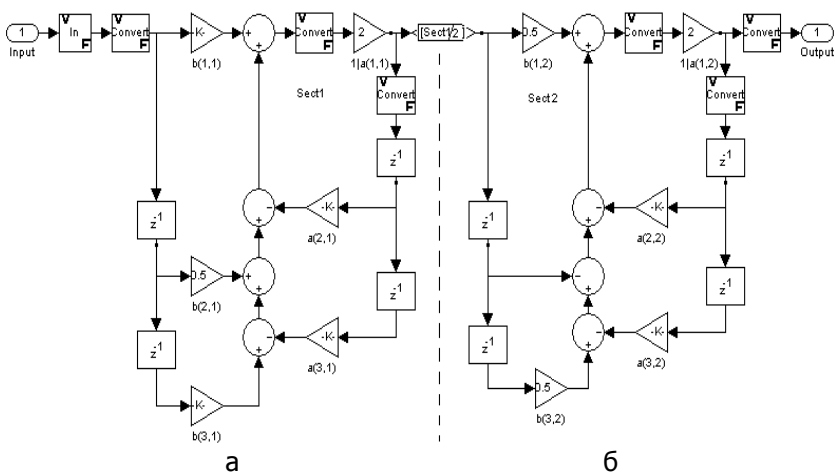 1
Input
V
In
F
V
Convert
F
-K-
b(1,1)
+
+
V
Convert
F
2
1|a(1,1)
[Sect1/2]
0.5
b(1,2)
+
+
V
Convert
F
2
1|a(1,2)
V
Convert
F
1
Output
Sect1
V
Convert
F
Sect2
V
Convert
F
z-1
z-1
z-1
+
-K-
a(2,1)
z-1
+
-K-
a(2,2)
0.5
b(2,1)
+
+
z-1
+
z-1
z-1
+
-K-
a(3,1)
z-1
+
-K-
a(3,2)
-K-
b(3,1)
0.5
b(3,2)
а
б